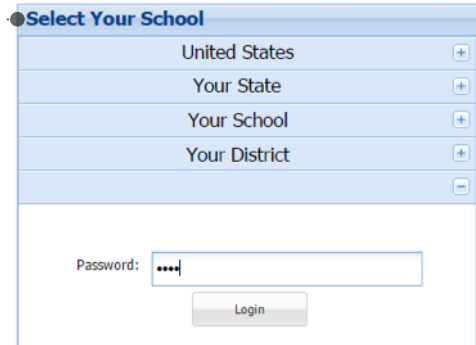 Select Your School
United States
Your State
Your School
Your District
Password: ••••
Login